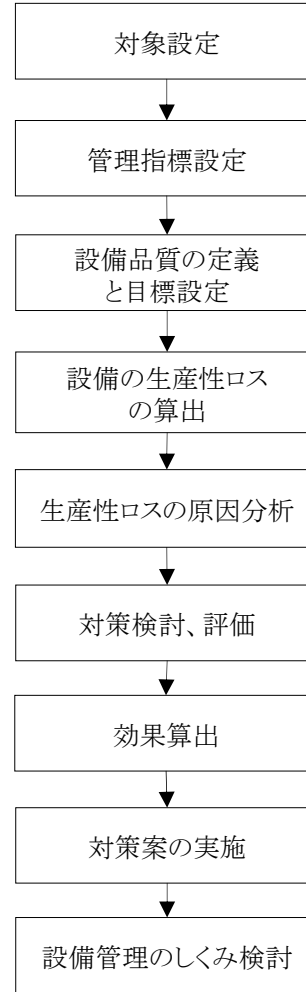 対象設定
管理指標設定
設備品質の定義
と目標設定
設備の生産性ロス
の算出
生産性ロスの原因分析
対策検討、評価
効果算出
対策案の実施
設備管理のしくみ検討